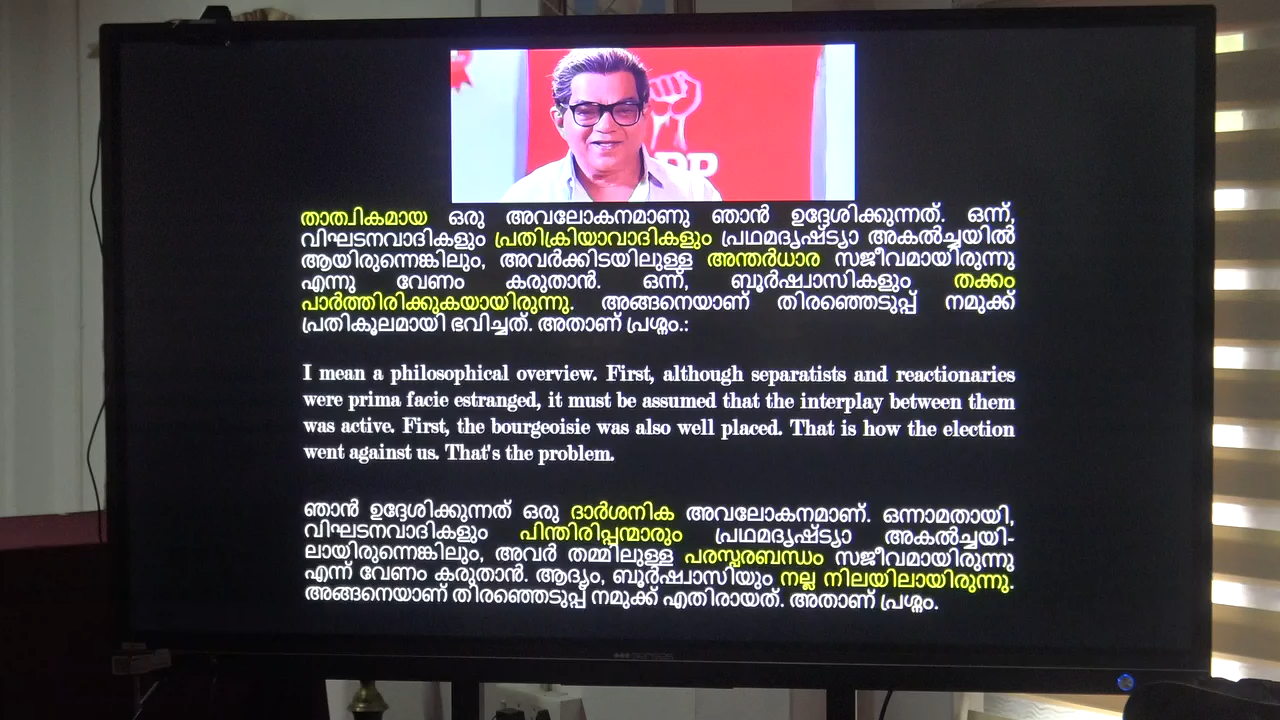 DP
താത്വികമായ ഒരു അവലോകനമാണു ഞാൻ ഉദ്ദേശിക്കുന്നത്. ഒന്ന്,
വിഘടനവാദികളും പ്രതിക്രിയാവാദികളും പ്രഥമദൃഷ്ട്യാ അകൽച്ചയിൽ
ആയിരുന്നെങ്കിലും, അവർക്കിടയിലുള്ള അന്തർധാര സജീവമായിരുന്നു
എന്നു വേണം കരുതാൻ. ഒന്ന്, ബൂർഷ്വാസികളും തക്കം
പാർത്തിരിക്കുകയായിരുന്നു. അങ്ങനെയാണ് തിരഞ്ഞെടുപ്പ് നമുക്ക്
പ്രതികൂലമായി ഭവിച്ചത്. അതാണ് പ്രശ്നം.:
I mean a philosophical overview. First, although separatists and reactionaries
were prima facie estranged, it must be assumed that the interplay between them
was active. First, the bourgeoisie was also well placed. That is how the election
went against us. That's the problem.
ഞാൻ ഉദ്ദേശിക്കുന്നത് ഒരു ദാർശനിക അവലോകനമാണ്. ഒന്നാമതായി,
വിഘടനവാദികളും പിന്തിരിപ്പന്മാരും പ്രഥമദൃഷ്ട്യാ അകൽച്ചയി-
ലായിരുന്നെങ്കിലും, അവർ തമ്മിലുള്ള പരസ്പരബന്ധം സജീവമായിരുന്നു
എന്ന് വേണം കരുതാൻ. ആദ്യം, ബൂർഷ്വാസിയും നല്ല നിലയിലായിരുന്നു.
അങ്ങനെയാണ് തിരഞ്ഞെടുപ്പ് നമുക്ക് എതിരായത്. അതാണ് പ്രശ്നം.